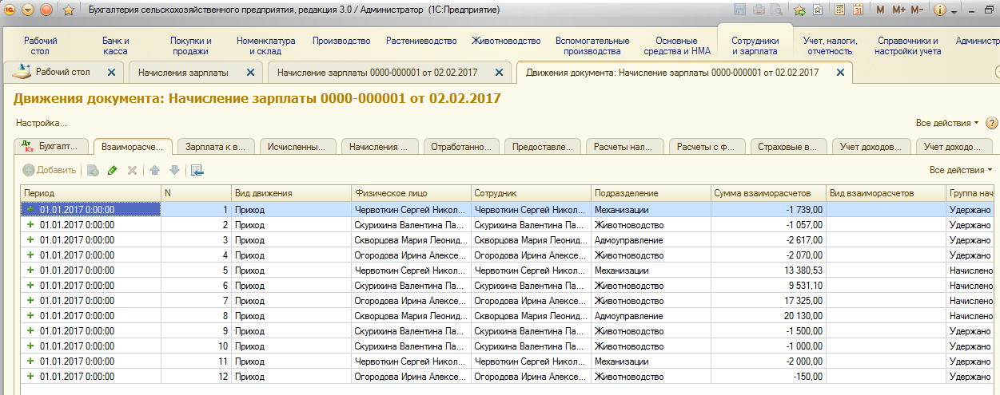 Бухгалтерия сельскохозяйственного предприятия, редакция 3.0 / Администратор (1С:Предприятие)
M M+ M-
Рабочий стол
Банк и касса
Покупки и продажи
Номенклатура и склад
Производство
Растениеводство
Животноводство
Вспомогательные производства
Основные средства и НМА
Сотрудники и зарплата
Учет, налоги, отчетность
Справочники и настройки учета
Администр
Рабочий стол
Начисления зарплаты
Начисление зарплаты 0000-000001 от 02.02.2017
Движения документа: Начисление зарплаты 0000-000001 от 02.02.2017
Движения документа: Начисление зарплаты 0000-000001 от 02.02.2017
Настройка...
Все действия
Бухгалт... Взаиморасче... Зарплата к в... Исчисленны... Начисления ... Отработанно... Предоставле... Расчеты нал... Расчеты с ф... Страховые в... Учет доходов... Учет доходо...
Добавить
Все действия
Период N Вид движения Физическое лицо Сотрудник Подразделение Сумма взаиморасчетов Вид взаиморасчетов Группа нач
01.01.2017 0:00:00 1 Приход Червоткин Сергей Никол... Червоткин Сергей Никол... Механизации -1 739,00 Удержано
01.01.2017 0:00:00 2 Приход Скурихина Валентина Па... Скурихина Валентина Па... Животноводство -1 057,00 Удержано
01.01.2017 0:00:00 3 Приход Скворцова Мария Леонид... Скворцова Мария Леонид... Адмоуправление -2 617,00 Удержано
01.01.2017 0:00:00 4 Приход Огородова Ирина Алексе... Огородова Ирина Алексе... Животноводство -2 070,00 Удержано
01.01.2017 0:00:00 5 Приход Червоткин Сергей Никол... Червоткин Сергей Никол... Механизации 13 380,53 Начислено
01.01.2017 0:00:00 6 Приход Скурихина Валентина Па... Скурихина Валентина Па... Животноводство 9 531,10 Начислено
01.01.2017 0:00:00 7 Приход Огородова Ирина Алексе... Огородова Ирина Алексе... Животноводство 17 325,00 Начислено
01.01.2017 0:00:00 8 Приход Скворцова Мария Леонид... Скворцова Мария Леонид... Адмоуправление 20 130,00 Начислено
01.01.2017 0:00:00 9 Приход Скурихина Валентина Па... Скурихина Валентина Па... Животноводство -1 500,00 Удержано
01.01.2017 0:00:00 10 Приход Скурихина Валентина Па... Скурихина Валентина Па... Животноводство -1 000,00 Удержано
01.01.2017 0:00:00 11 Приход Червоткин Сергей Никол... Червоткин Сергей Никол... Механизации -2 000,00 Удержано
01.01.2017 0:00:00 12 Приход Огородова Ирина Алексе... Огородова Ирина Алексе... Животноводство -150,00 Удержано